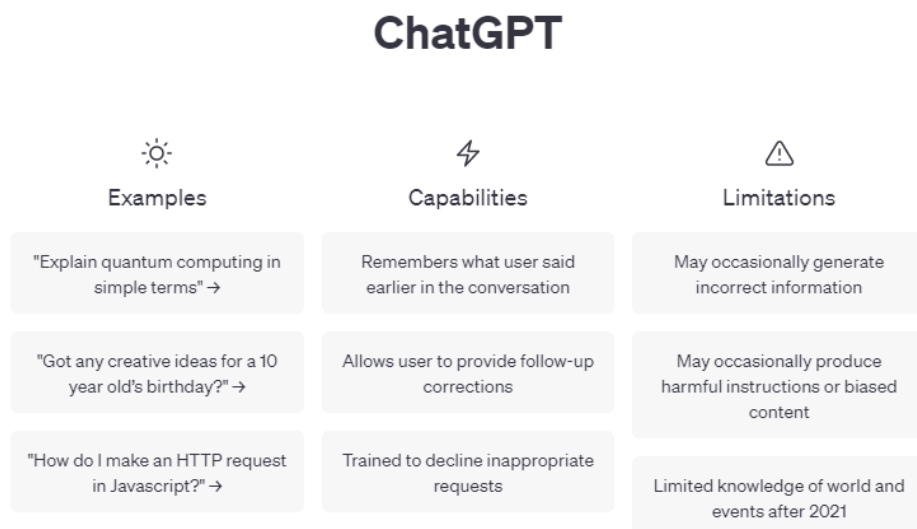 ChatGPT
Examples
"Explain quantum computing in
simple terms" →
"Got any creative ideas for a 10
year old's birthday?" →
"How do I make an HTTP request
in Javascript?" →
Capabilities
Remembers what user said
earlier in the conversation
Allows user to provide follow-up
corrections
Trained to decline inappropriate
requests
Limitations
May occasionally generate
incorrect information
May occasionally produce
harmful instructions or biased
content
Limited knowledge of world and
events after 2021